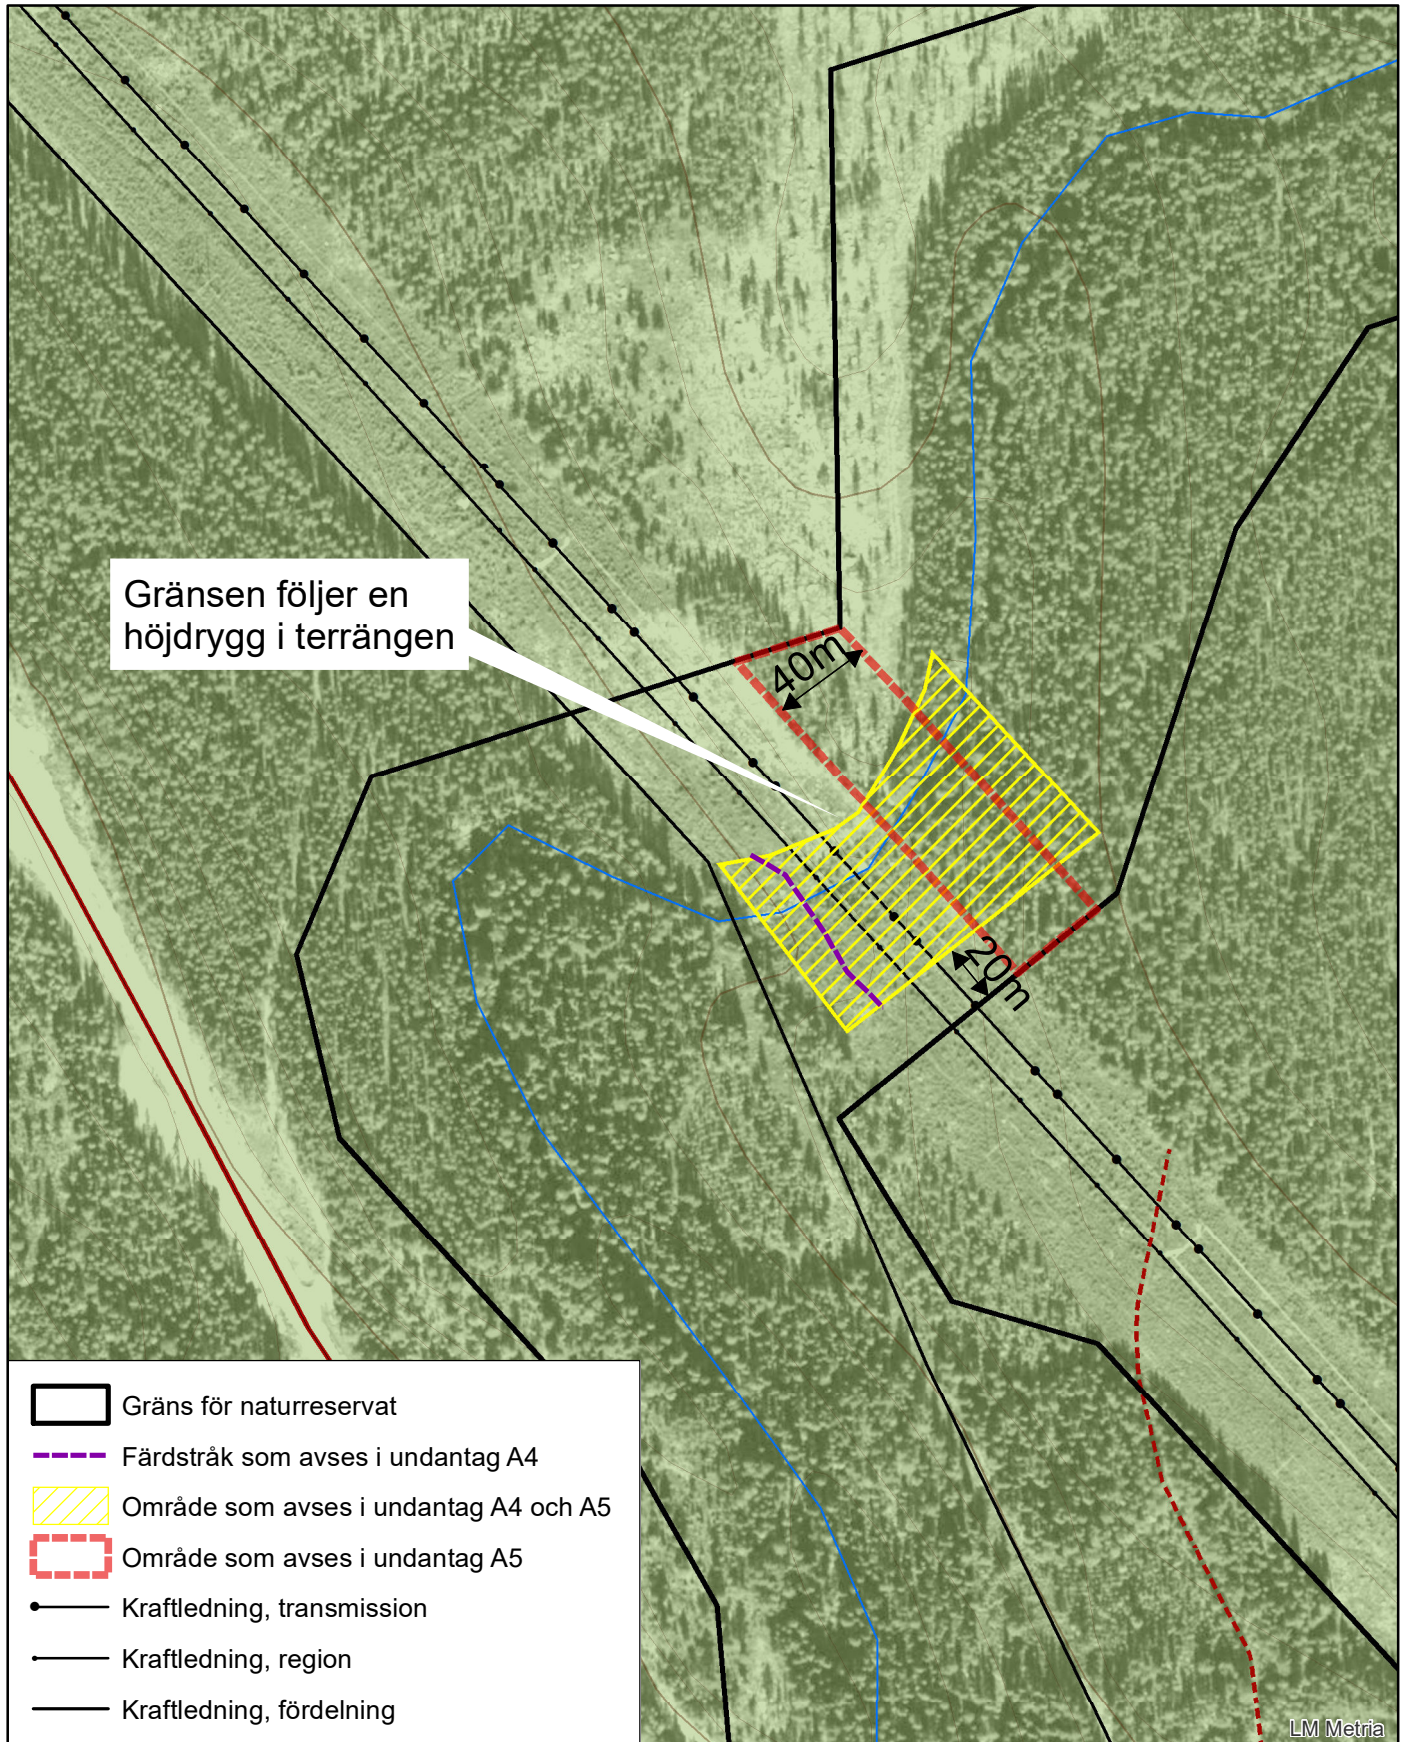 Gränsen följer en
höjdrygg i terrängen
40m
20m
Gräns för naturreservat
Färdstråk som avses i undantag A4
Område som avses i undantag A4 och A5
Område som avses i undantag A5
Kraftledning, transmission
Kraftledning, region
Kraftledning, fördelning
LM Metria